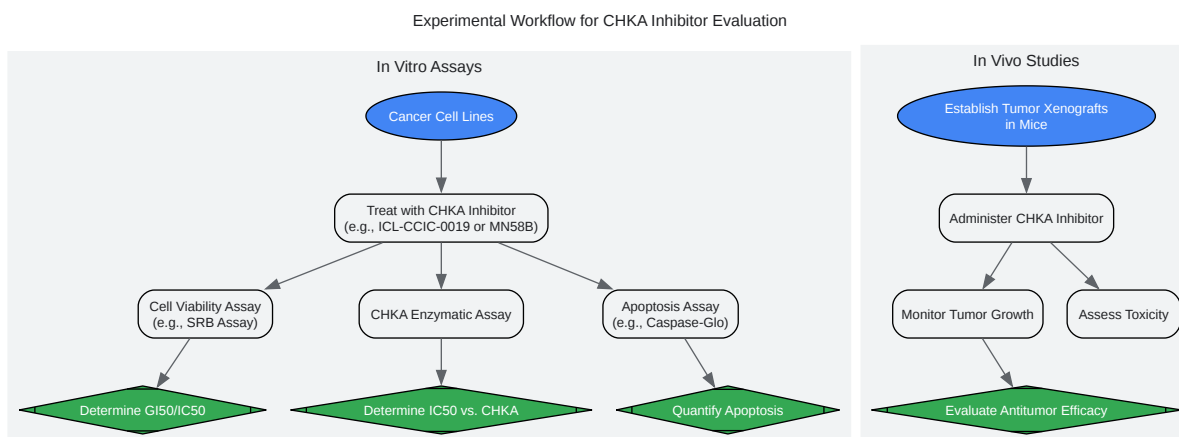 Experimental Workflow for CHKA Inhibitor Evaluation
In Vitro Assays
Cancer Cell Lines
Treat with CHKA Inhibitor
(e.g., ICL-CCIC-0019 or MN58B)
Cell Viability Assay
(e.g., SRB Assay)
CHKA Enzymatic Assay
Apoptosis Assay
(e.g., Caspase-Glo)
Determine GI50/IC50
Determine IC50 vs. CHKA
Quantify Apoptosis
In Vivo Studies
Establish Tumor Xenografts
in Mice
Administer CHKA Inhibitor
Monitor Tumor Growth
Assess Toxicity
Evaluate Antitumor Efficacy